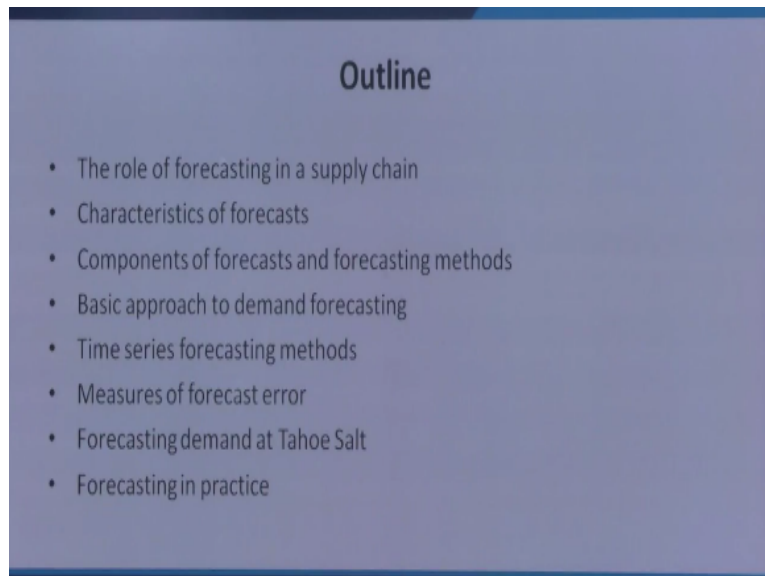 Outline
• The role of forecasting in a supply chain
• Characteristics of forecasts
• Components of forecasts and forecasting methods
• Basic approach to demand forecasting
• Time series forecasting methods
• Measures of forecast error
• Forecasting demand at Tahoe Salt
• Forecasting in practice